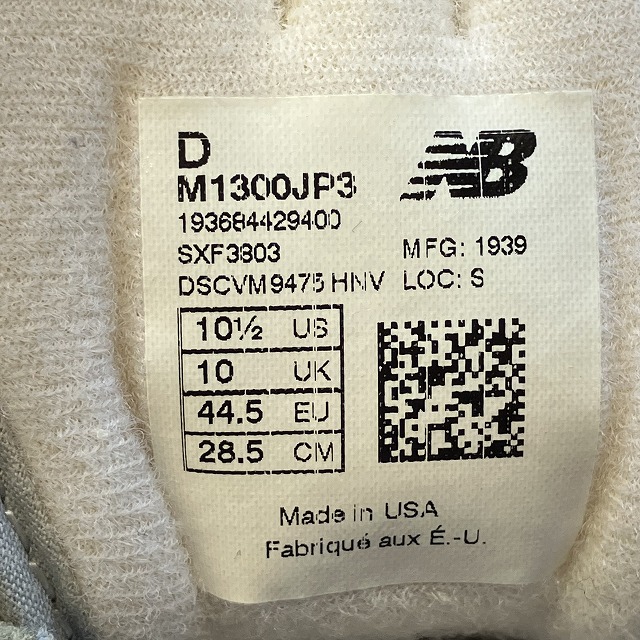 D
NB
M1300JP3
193684429400
SXF3803 MFG: 1939
DSCVM9475 HNV LOC: S
10½ US
10 UK
44.5 EU
28.5 CM
Made in USA
Fabriqué aux É.-U.